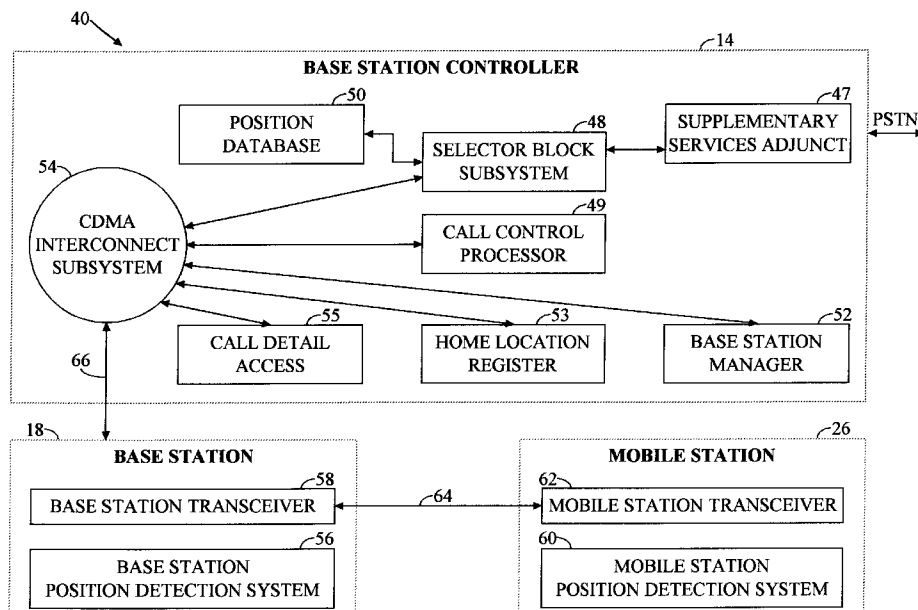 40
14
BASE STATION CONTROLLER
50
POSITION
DATABASE
48
SELECTOR BLOCK
SUBSYSTEM
47
SUPPLEMENTARY
SERVICES ADJUNCT
PSTN
54
CDMA
INTERCONNECT
SUBSYSTEM
49
CALL CONTROL
PROCESSOR
55
CALL DETAIL
ACCESS
53
HOME LOCATION
REGISTER
52
BASE STATION
MANAGER
66
18
BASE STATION
58
BASE STATION TRANSCEIVER
56
BASE STATION
POSITION DETECTION SYSTEM
64
26
MOBILE STATION
62
MOBILE STATION TRANSCEIVER
60
MOBILE STATION
POSITION DETECTION SYSTEM